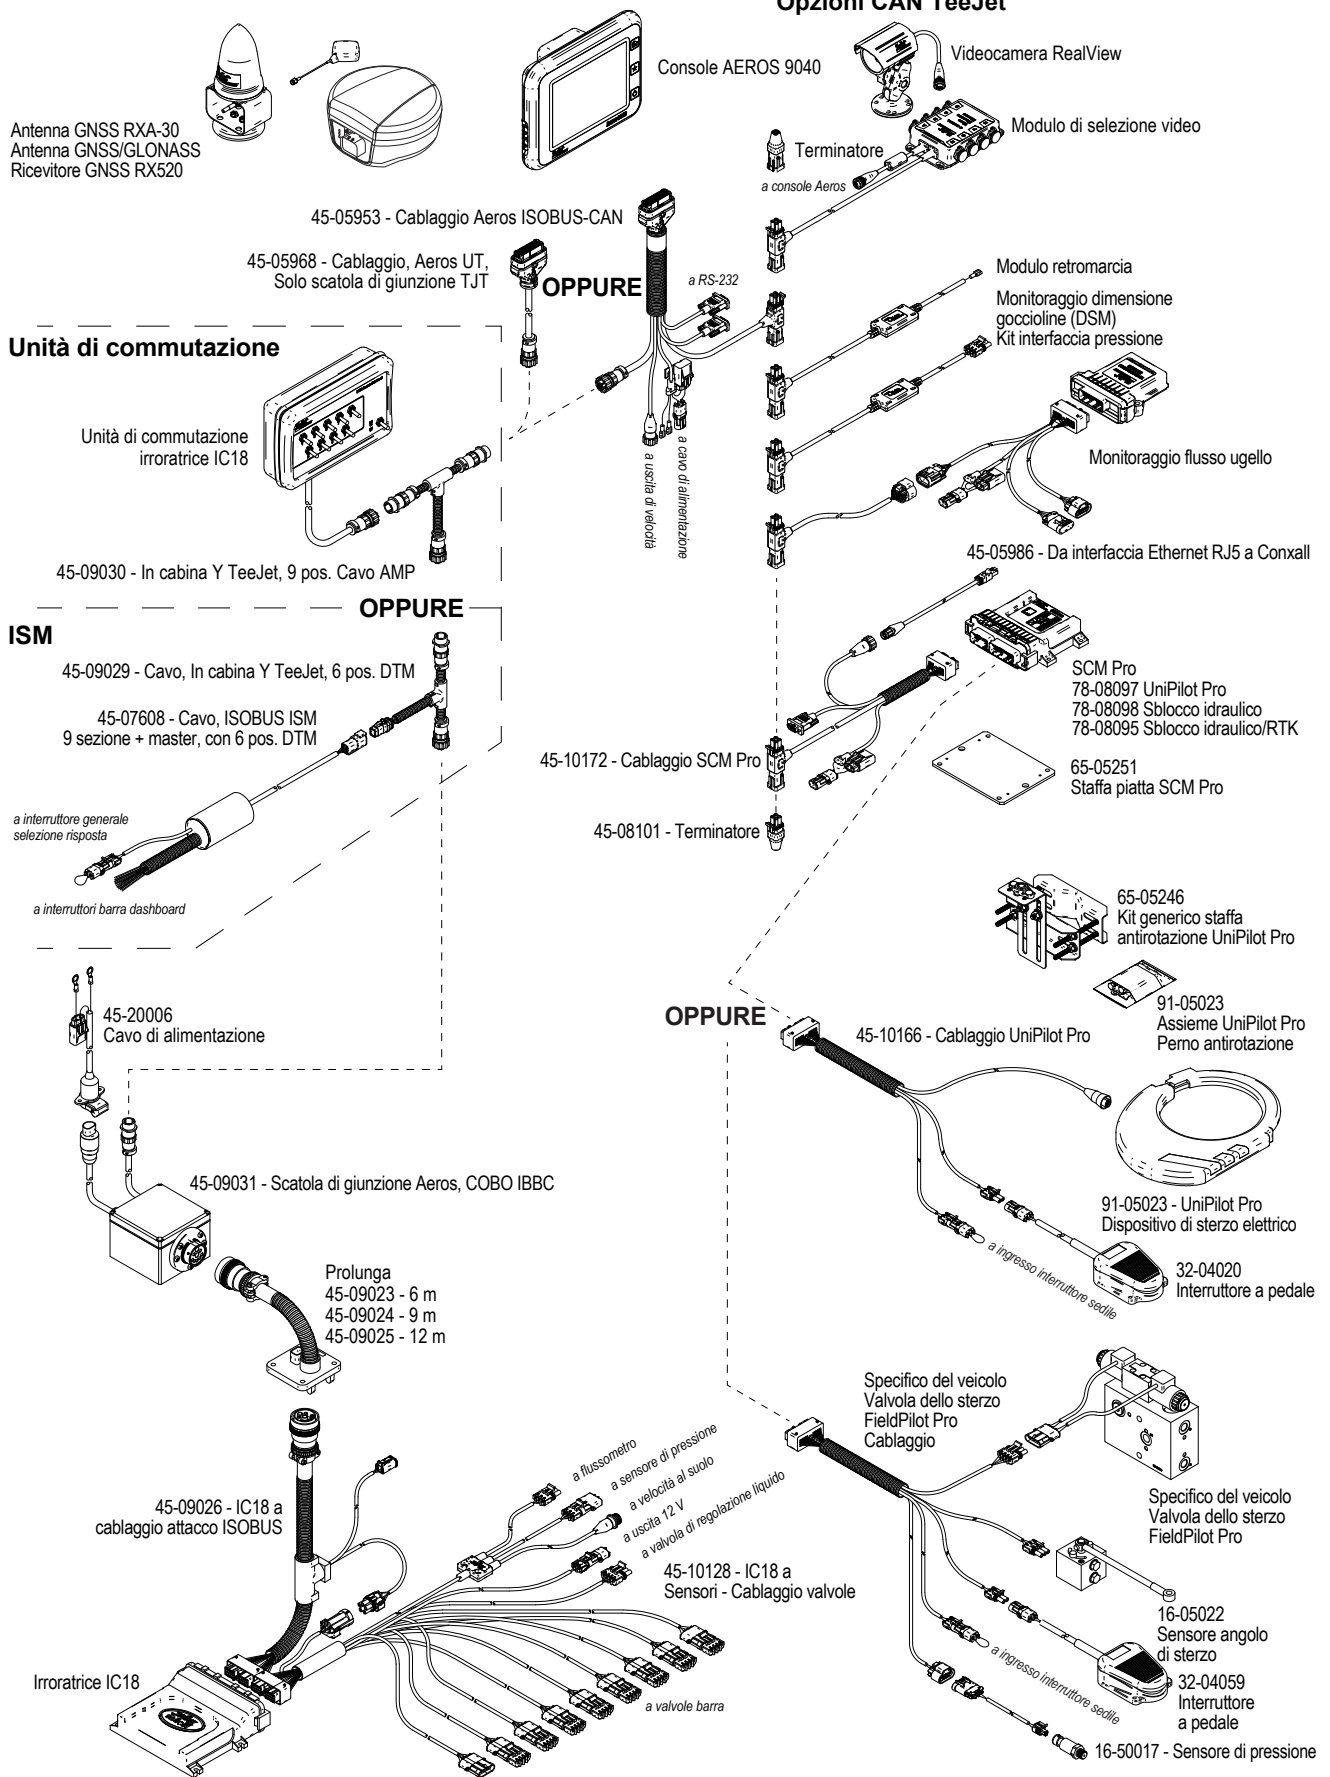 Opzioni CAN TeeJet
Console AEROS 9040
Videocamera RealView
Antenna GNSS RXA-30
Antenna GNSS/GLONASS
Ricevitore GNSS RX520
Modulo di selezione video
Terminatore
a console Aeros
45-05953 - Cablaggio Aeros ISOBUS-CAN
45-05968 - Cablaggio, Aeros UT,
Solo scatola di giunzione TJT
OPPURE
a RS-232
Modulo retromarcia
Monitoraggio dimensione
goccioline (DSM)
Kit interfaccia pressione
Unità di commutazione
Unità di commutazione
irroratrice IC18
a uscita di velocità
a cavo di alimentazione
Monitoraggio flusso ugello
45-09030 - In cabina Y TeeJet, 9 pos. Cavo AMP
45-05986 - Da interfaccia Ethernet RJ5 a Conxall
OPPURE
ISM
45-09029 - Cavo, In cabina Y TeeJet, 6 pos. DTM
45-07608 - Cavo, ISOBUS ISM
9 sezione + master, con 6 pos. DTM
SCM Pro
78-08097 UniPilot Pro
78-08098 Sblocco idraulico
78-08095 Sblocco idraulico/RTK
45-10172 - Cablaggio SCM Pro
65-05251
Staffa piatta SCM Pro
a interruttore generale
selezione risposta
45-08101 - Terminatore
a interruttori barra dashboard
65-05246
Kit generico staffa
antirotazione UniPilot Pro
45-20006
Cavo di alimentazione
OPPURE
91-05023
Assieme UniPilot Pro
Perno antirotazione
45-10166 - Cablaggio UniPilot Pro
45-09031 - Scatola di giunzione Aeros, COBO IBBC
91-05023 - UniPilot Pro
Dispositivo di sterzo elettrico
a ingresso interruttore sedile
32-04020
Interruttore a pedale
Prolunga
45-09023 - 6 m
45-09024 - 9 m
45-09025 - 12 m
Specifico del veicolo
Valvola dello sterzo
FieldPilot Pro
Cablaggio
a flussometro
a sensore di pressione
a velocità al suolo
a uscita 12 V
a valvola di regolazione liquido
45-09026 - IC18 a
cablaggio attacco ISOBUS
Specifico del veicolo
Valvola dello sterzo
FieldPilot Pro
45-10128 - IC18 a
Sensori - Cablaggio valvole
16-05022
Sensore angolo
di sterzo
a ingresso interruttore sedile
Irroratrice IC18
a valvole barra
32-04059
Interruttore
a pedale
16-50017 - Sensore di pressione